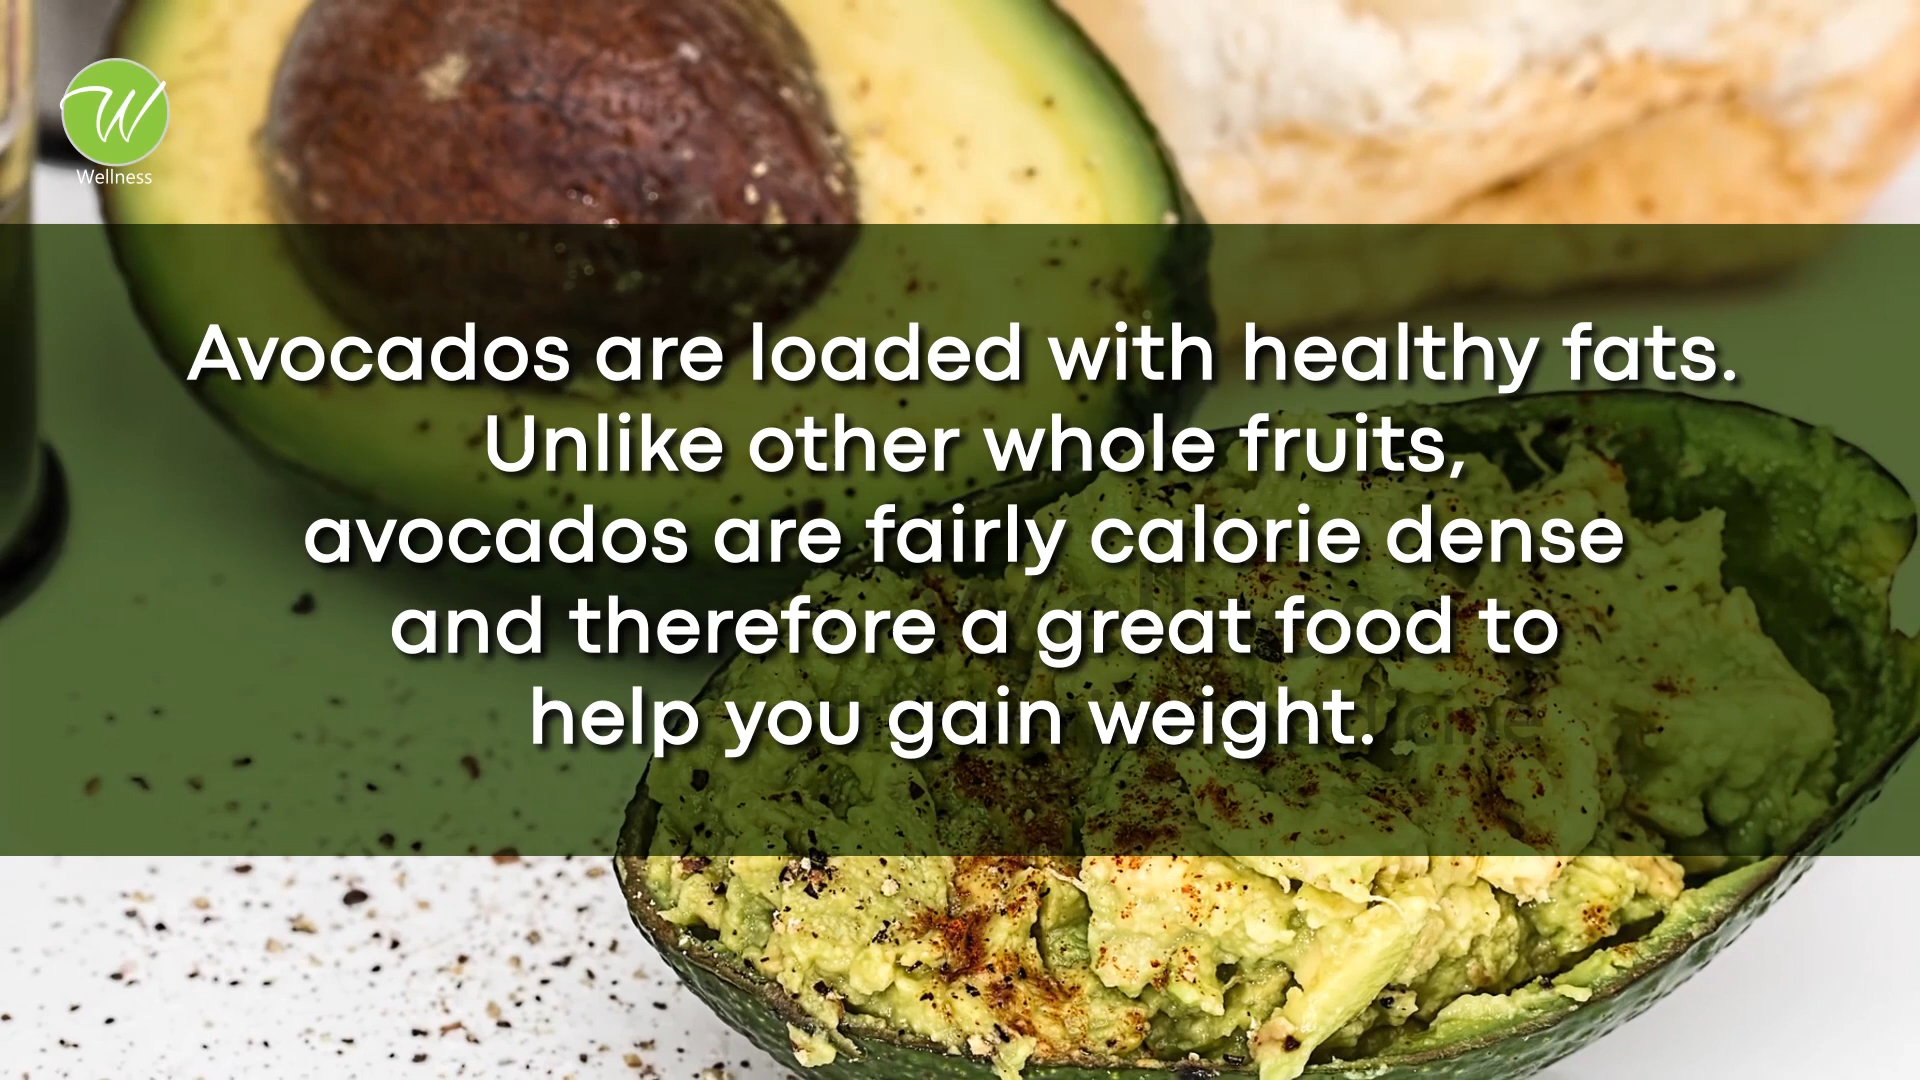 W
Wellness
Avocados are loaded with healthy fats.
Unlike other whole fruits,
avocados are fairly calorie dense
and therefore a great food to
help you gain weight.